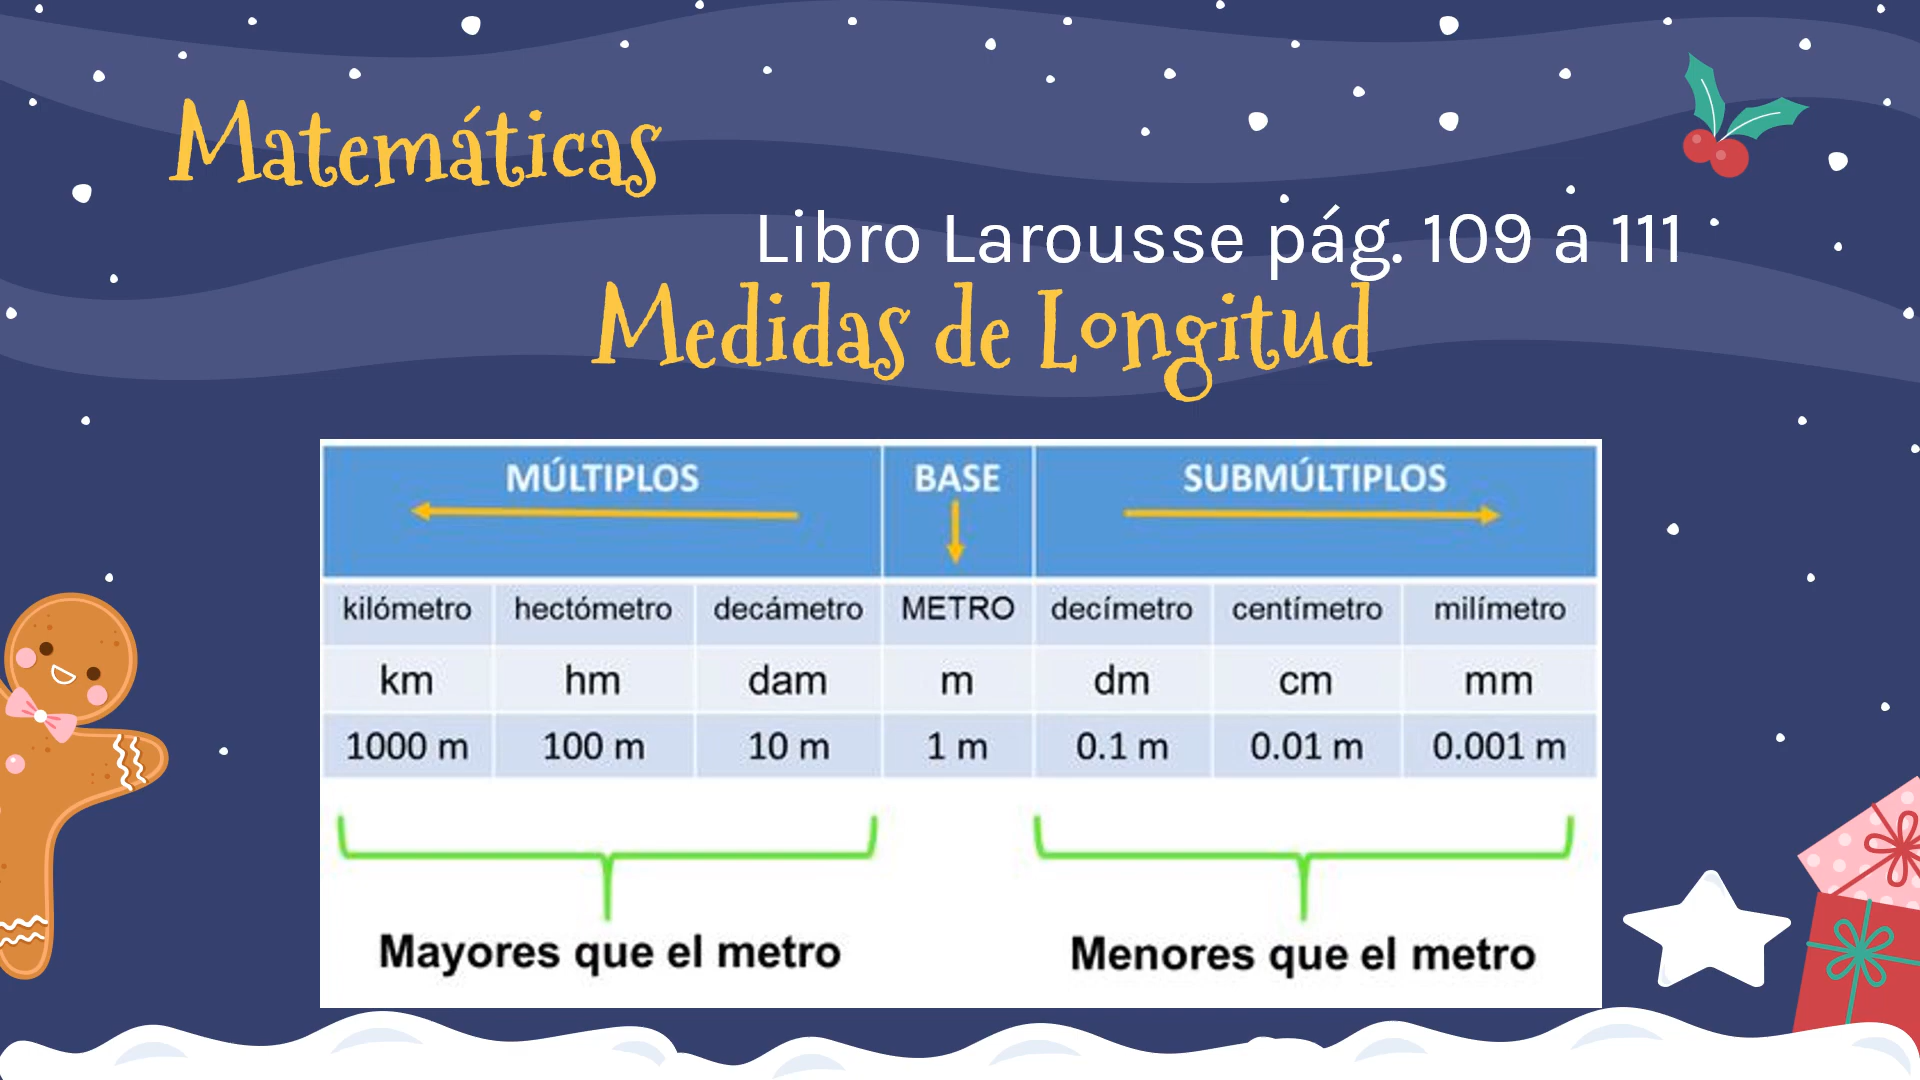 Matemáticas
Libro Larousse pág. 109 a 111
Medidas de Longitud
MÚLTIPLOS BASE SUBMÚLTIPLOS
kilómetro hectómetro decámetro METRO decímetro centímetro milímetro
km hm dam m dm cm mm
1000 m 100 m 10 m 1 m 0.1 m 0.01 m 0.001 m
Mayores que el metro Menores que el metro